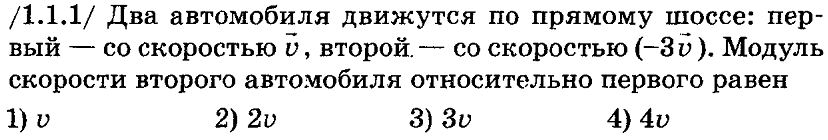 /1.1.1/ Два автомобиля движутся по прямому шоссе: пер-
вый — со скоростью v⃗, второй — со скоростью (−3v⃗). Модуль
скорости второго автомобиля относительно первого равен
1) v 2) 2v 3) 3v 4) 4v